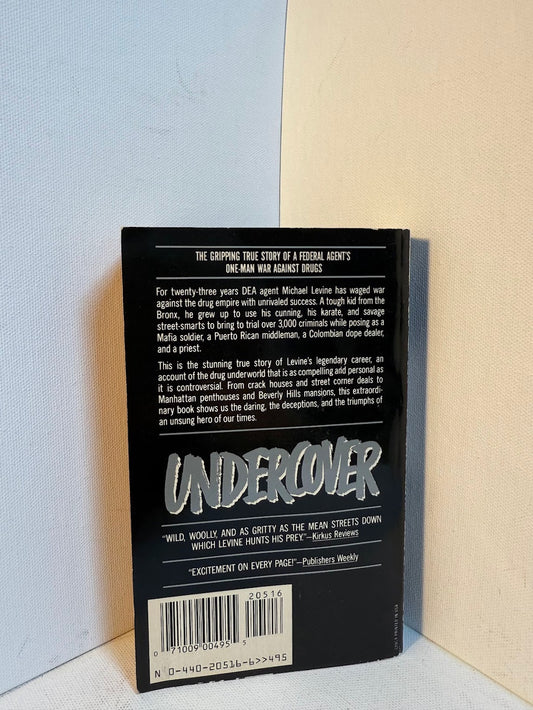 THE GRIPPING TRUE STORY OF A FEDERAL AGENT'S
ONE-MAN WAR AGAINST DRUGS
For twenty-three years DEA agent Michael Levine has waged war
against the drug empire with unrivaled success. A tough kid from the
Bronx, he grew up to use his cunning, his karate, and savage
street-smarts to bring to trial over 3,000 criminals while posing as a
Mafia soldier, a Puerto Rican middleman, a Colombian dope dealer,
and a priest.
This is the stunning true story of Levine's legendary career, an
account of the drug underworld that is as compelling and personal as
it is controversial. From crack houses and street corner deals to
Manhattan penthouses and Beverly Hills mansions, this extraordi-
nary book shows us the daring, the deceptions, and the triumphs of
an unsung hero of our times.
UNDERCOVER
"WILD, WOOLLY, AND AS GRITTY AS THE MEAN STREETS DOWN
WHICH LEVINE HUNTS HIS PREY."—Kirkus Reviews
"EXCITEMENT ON EVERY PAGE!"—Publishers Weekly
20516
0 71009 00495 5
N 0-440-20516-6>>495